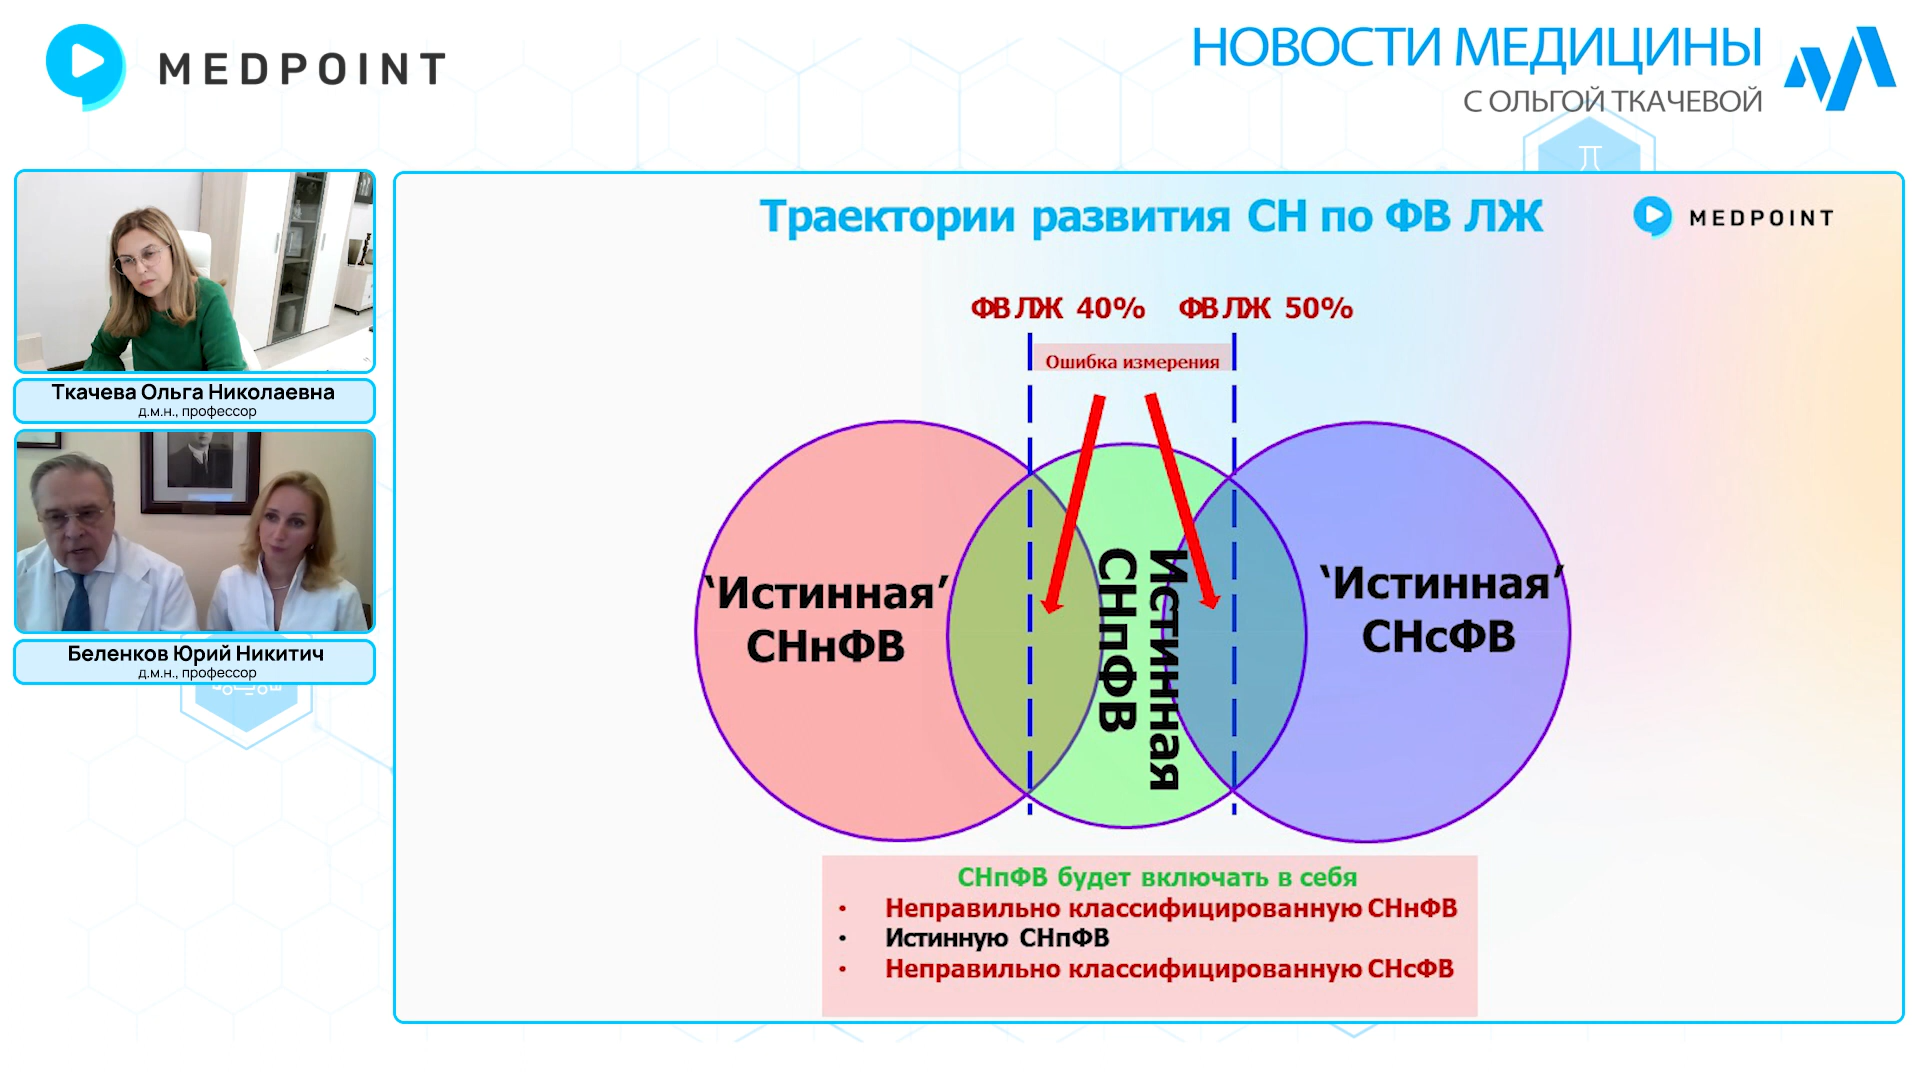 MEDPOINT
НОВОСТИ МЕДИЦИНЫ
С ОЛЬГОЙ ТКАЧЕВОЙ
Ткачева Ольга Николаевна
д.м.н., профессор
Беленков Юрий Никитич
д.м.н., профессор
Траектории развития СН по ФВ ЛЖ
MEDPOINT
ФВ ЛЖ 40%
ФВ ЛЖ 50%
Ошибка измерения
‘Истинная’
СНнФВ
Истинная
СНпФВ
‘Истинная’
СНсФВ
СНпФВ будет включать в себя
• Неправильно классифицированную СНнФВ
• Истинную СНпФВ
• Неправильно классифицированную СНсФВ